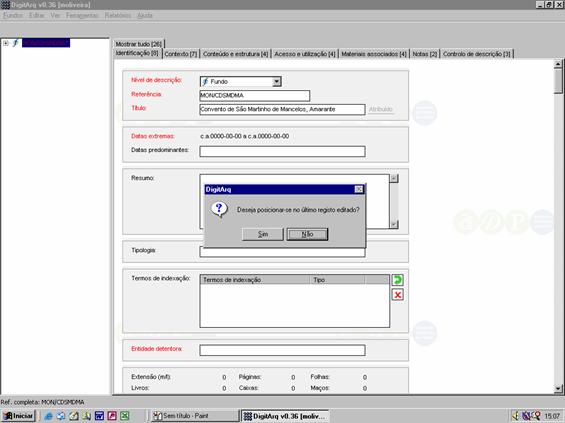 DigitArq v0.36 (moliveira)
Fundos Editar Ver Ferramentas Relatórios Ajuda
Mostrar tudo [26]
Identificação [8] Contexto [7] Conteúdo e estrutura [4] Acesso e utilização [4] Materiais associados [4] Notas [2] Controlo de descrição [3]
Nível de descrição: Fundo
Referência: MON/CDSMDMA
Título: Convento de São Martinho de Mancelos, Amarante Atribuído
Datas extremas: c.a.0000-00-00 a c.a.0000-00-00
Datas predominantes:
Resumo:
DigitArq
Deseja posicionar-se no último registo editado?
Sim Não
Tipologia:
Termos de indexação: Termos de indexação Tipo
Entidade detentora:
Extensão (m/l): 0 Páginas: 0 Folhas: 0
Livros: 0 Caixas: 0 Maços: 0
Ref. completa: MON/CDSMDMA
Iniciar Sem título - Paint DigitArq v0.36 (moliv... 15:07